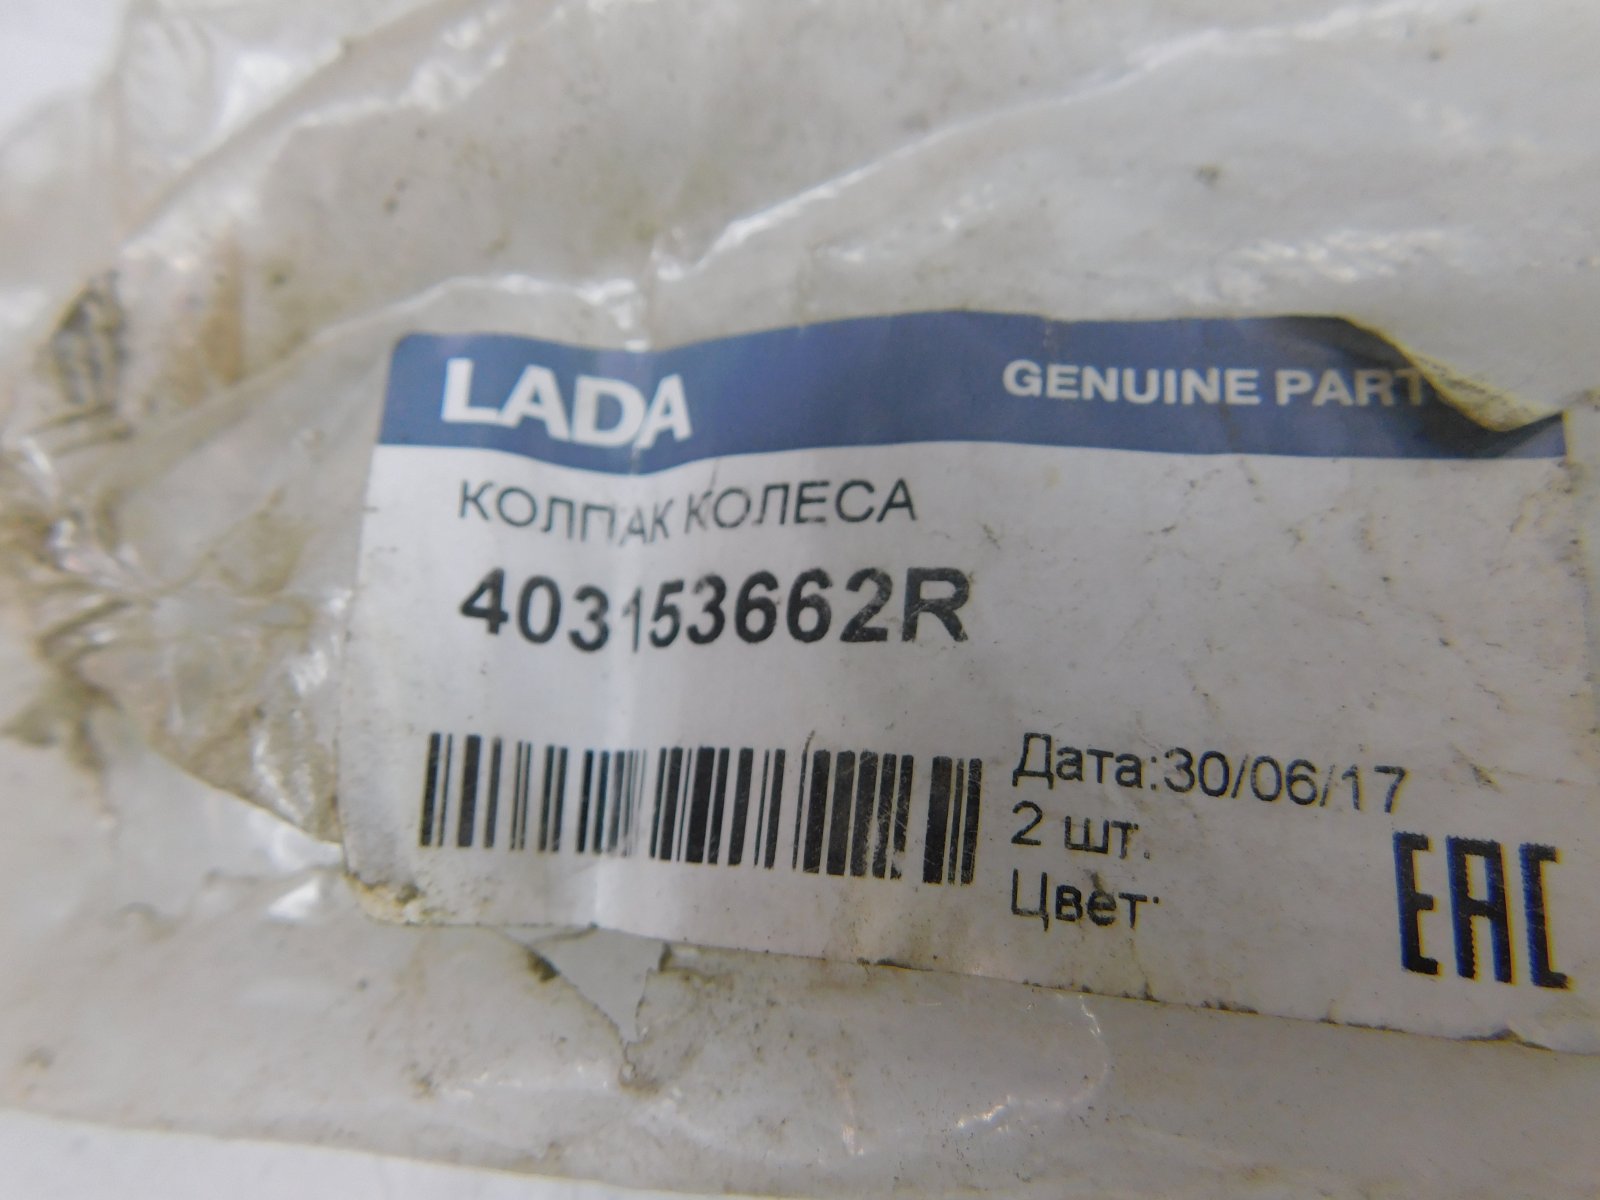 LADA GENUINE PART
КОЛПАК КОЛЕСА
403153662R
Дата:30/06/17
2 шт.
Цвет:
EAC